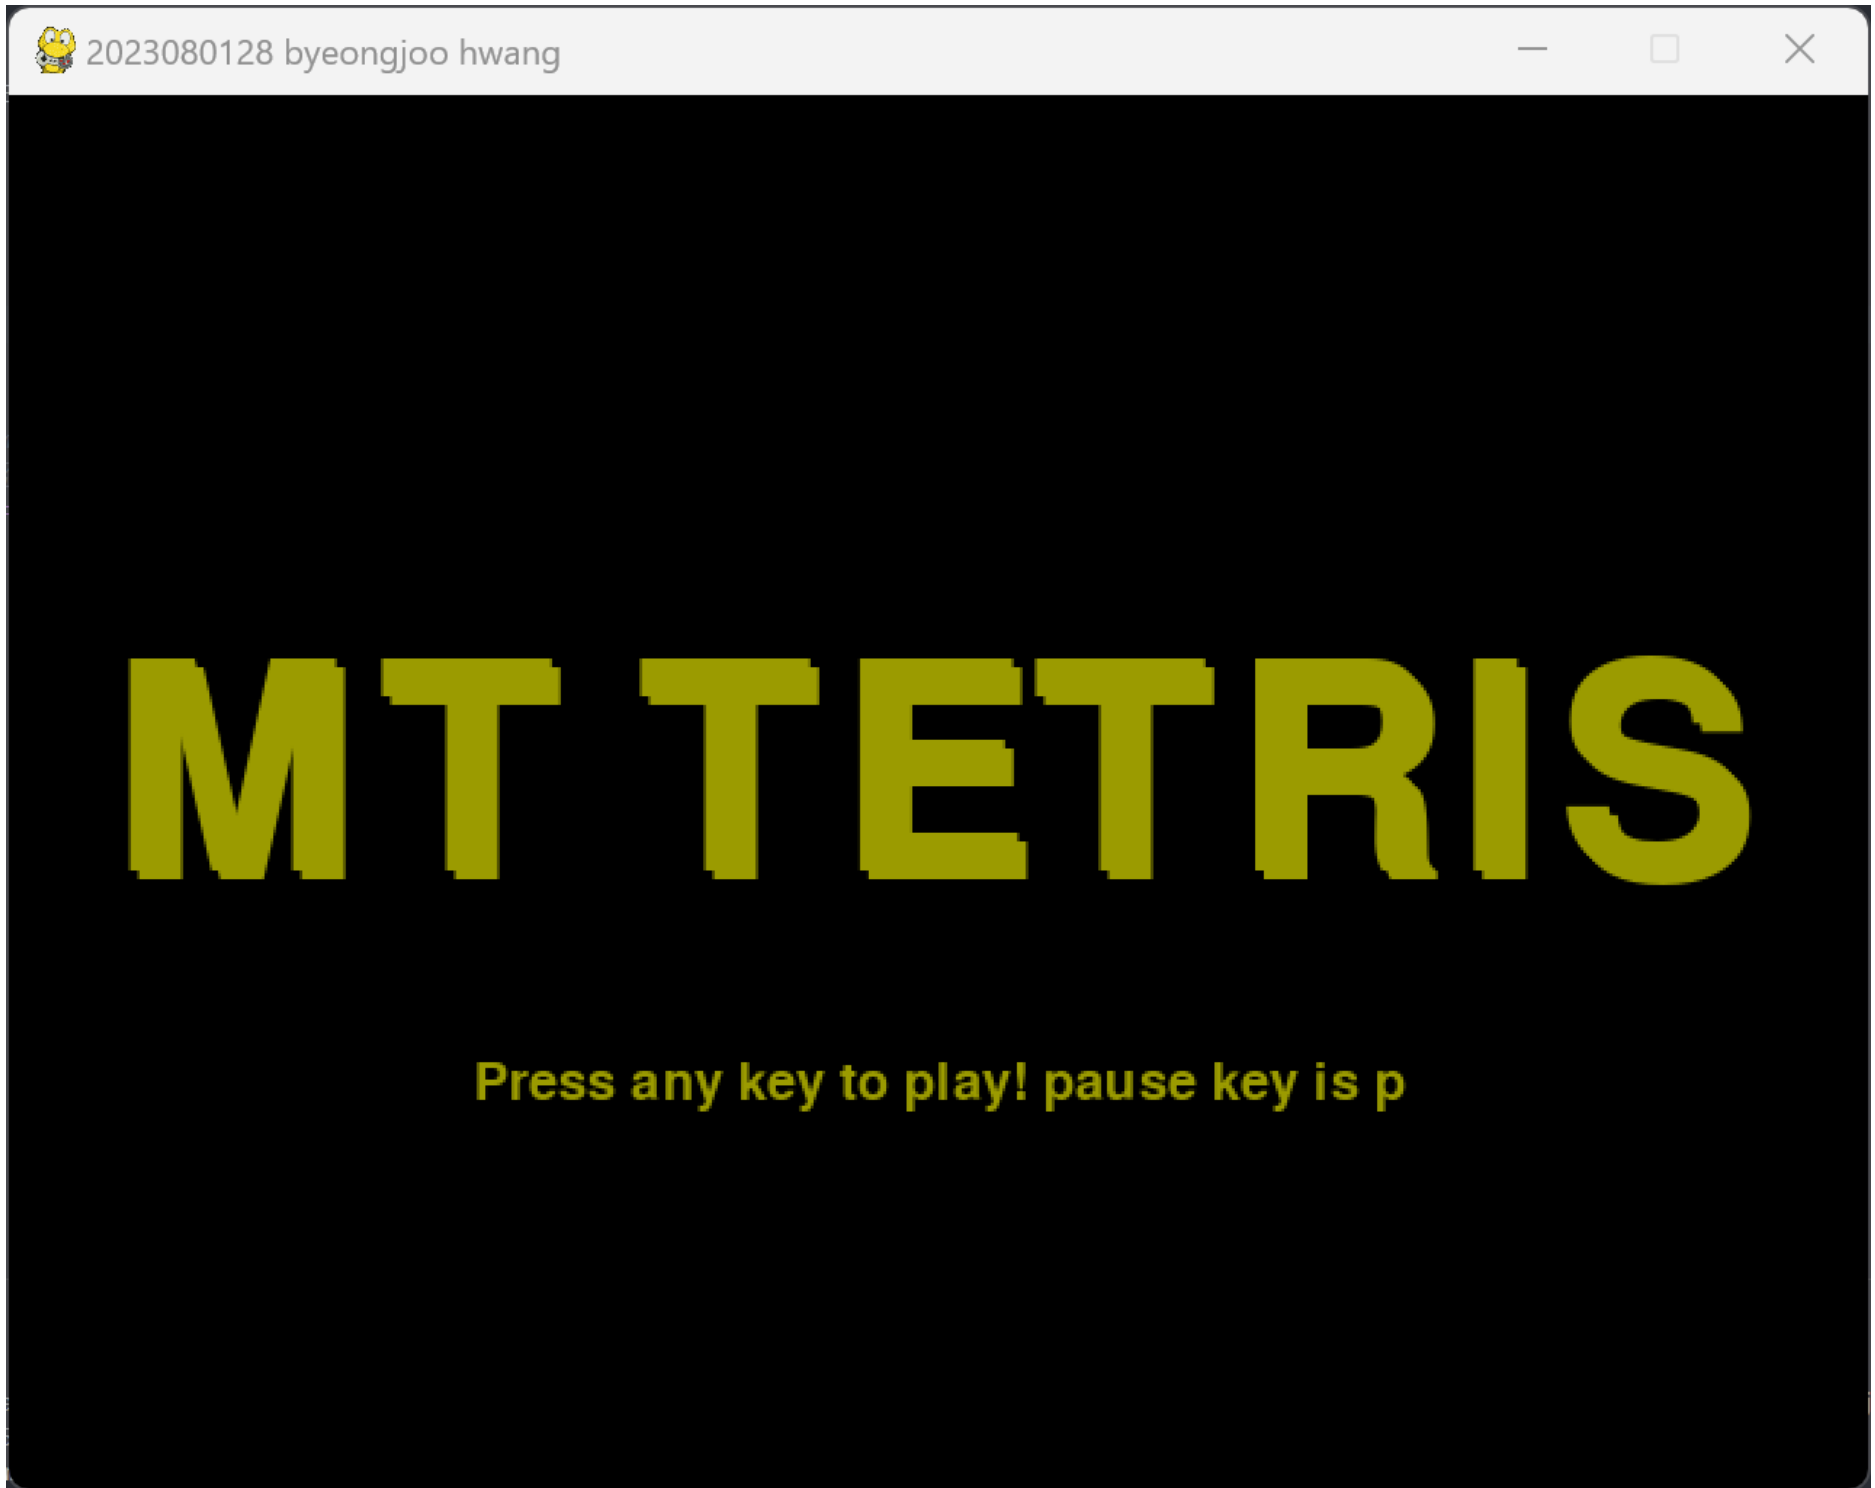 2023080128 byeongjoo hwang
MT TETRIS
Press any key to play! pause key is p